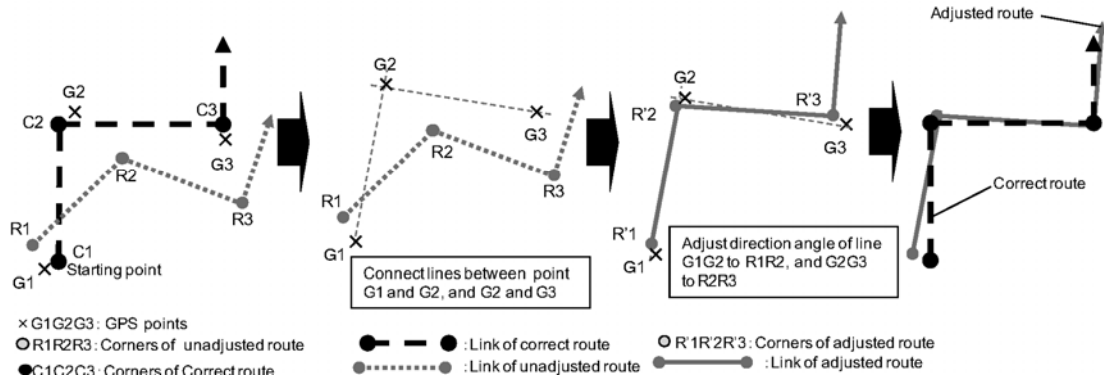 Adjusted route
G2
C2
C3
G3
R2
R1
R3
C1
Starting point
G1
G2
G3
R2
R1
R3
G1
Connect lines between point
G1 and G2, and G2 and G3
G2
R'2
R'3
G3
R'1
G1
Adjust direction angle of line
G1G2 to R1R2, and G2G3
to R2R3
Correct route
×G1G2G3: GPS points
R1R2R3: Corners of unadjusted route
C1C2C3: Corners of Correct route
: Link of correct route
: Link of unadjusted route
R'1R'2R'3: Corners of adjusted route
: Link of adjusted route